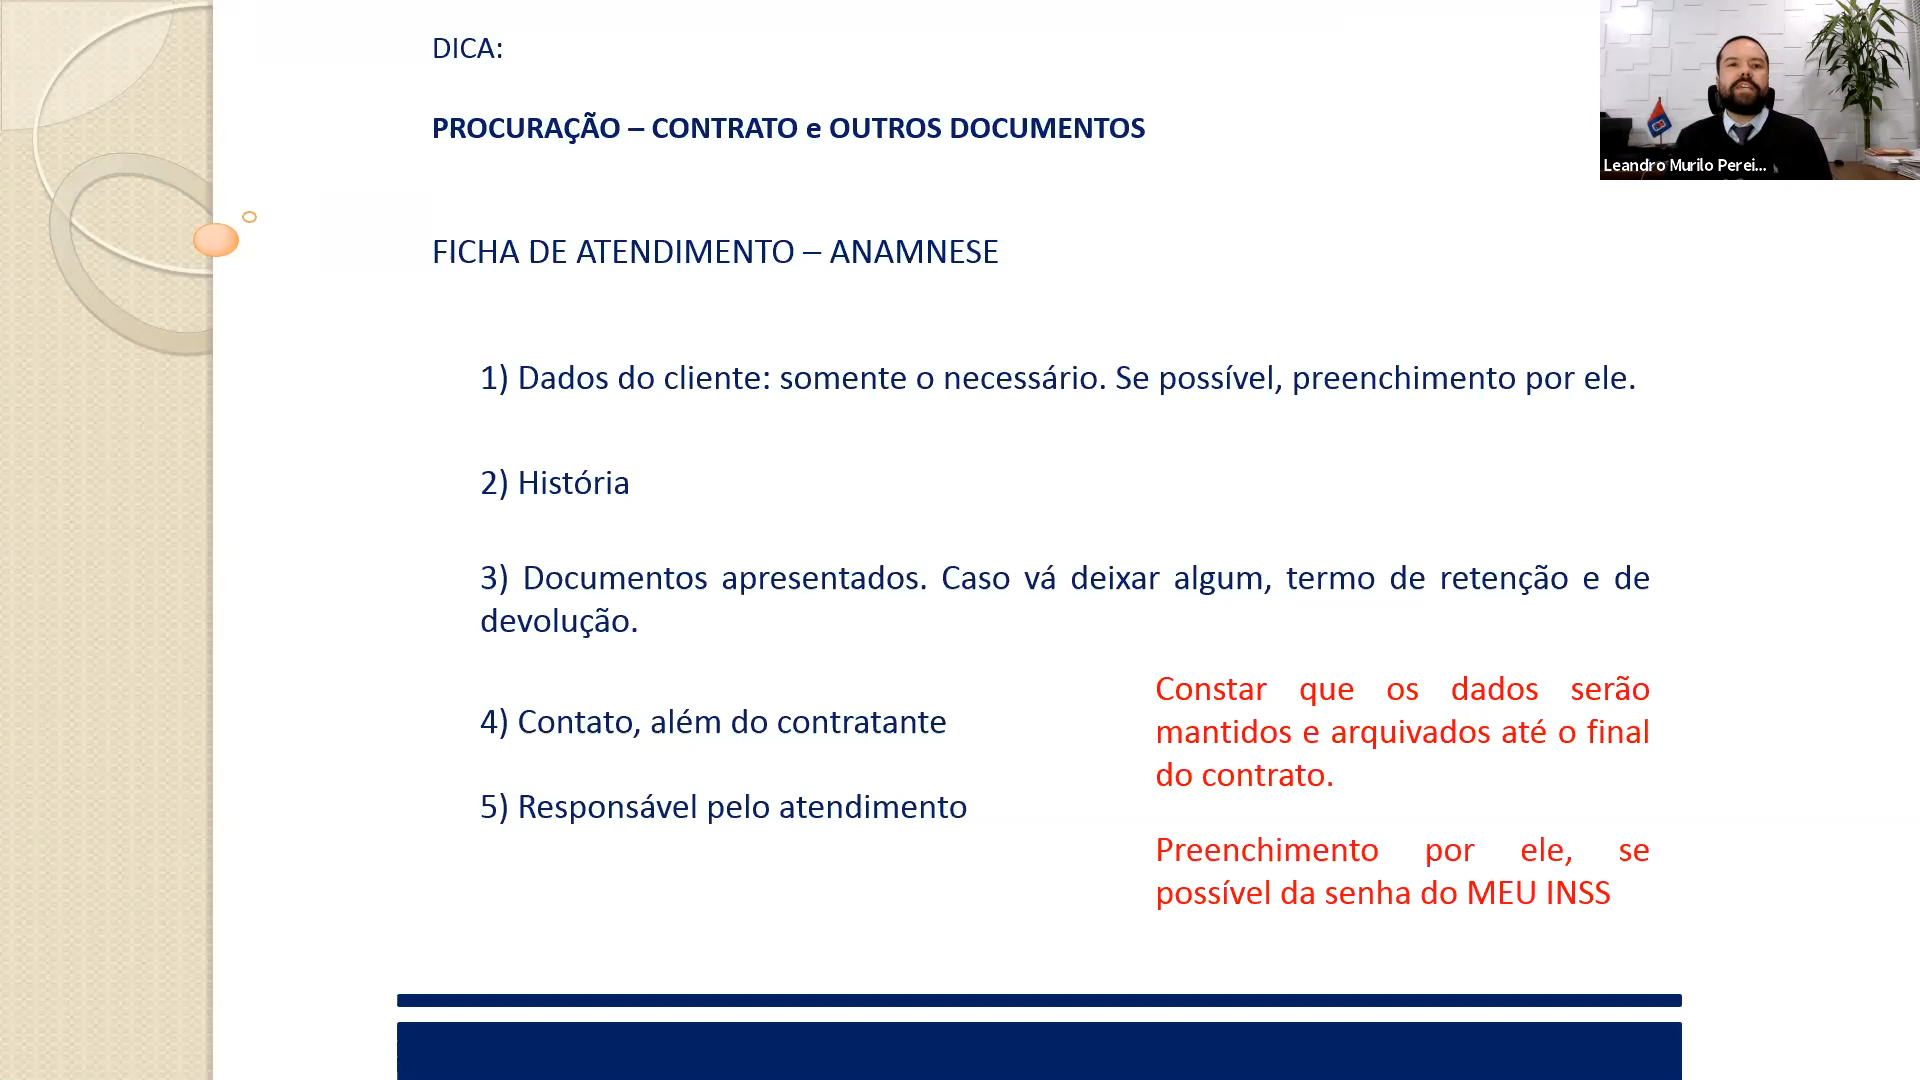 DICA:
PROCURAÇÃO – CONTRATO e OUTROS DOCUMENTOS
Leandro Murilo Perei...
FICHA DE ATENDIMENTO – ANAMNESE
1) Dados do cliente: somente o necessário. Se possível, preenchimento por ele.
2) História
3) Documentos apresentados. Caso vá deixar algum, termo de retenção e de
devolução.
4) Contato, além do contratante
5) Responsável pelo atendimento
Constar que os dados serão
mantidos e arquivados até o final
do contrato.
Preenchimento por ele, se
possível da senha do MEU INSS